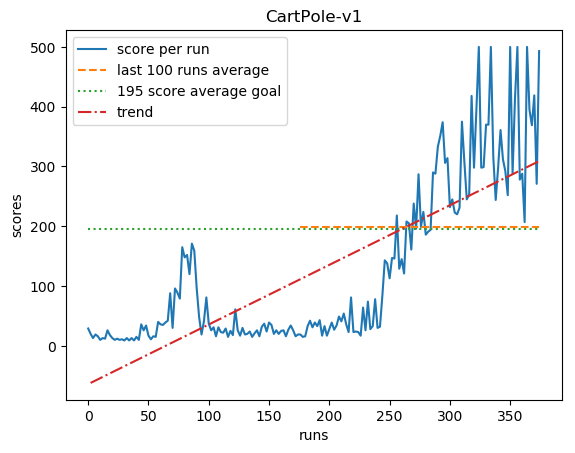 CartPole-v1
score per run
last 100 runs average
195 score average goal
trend
scores
500
400
300
200
100
0
0
50
100
150
200
250
300
350
runs